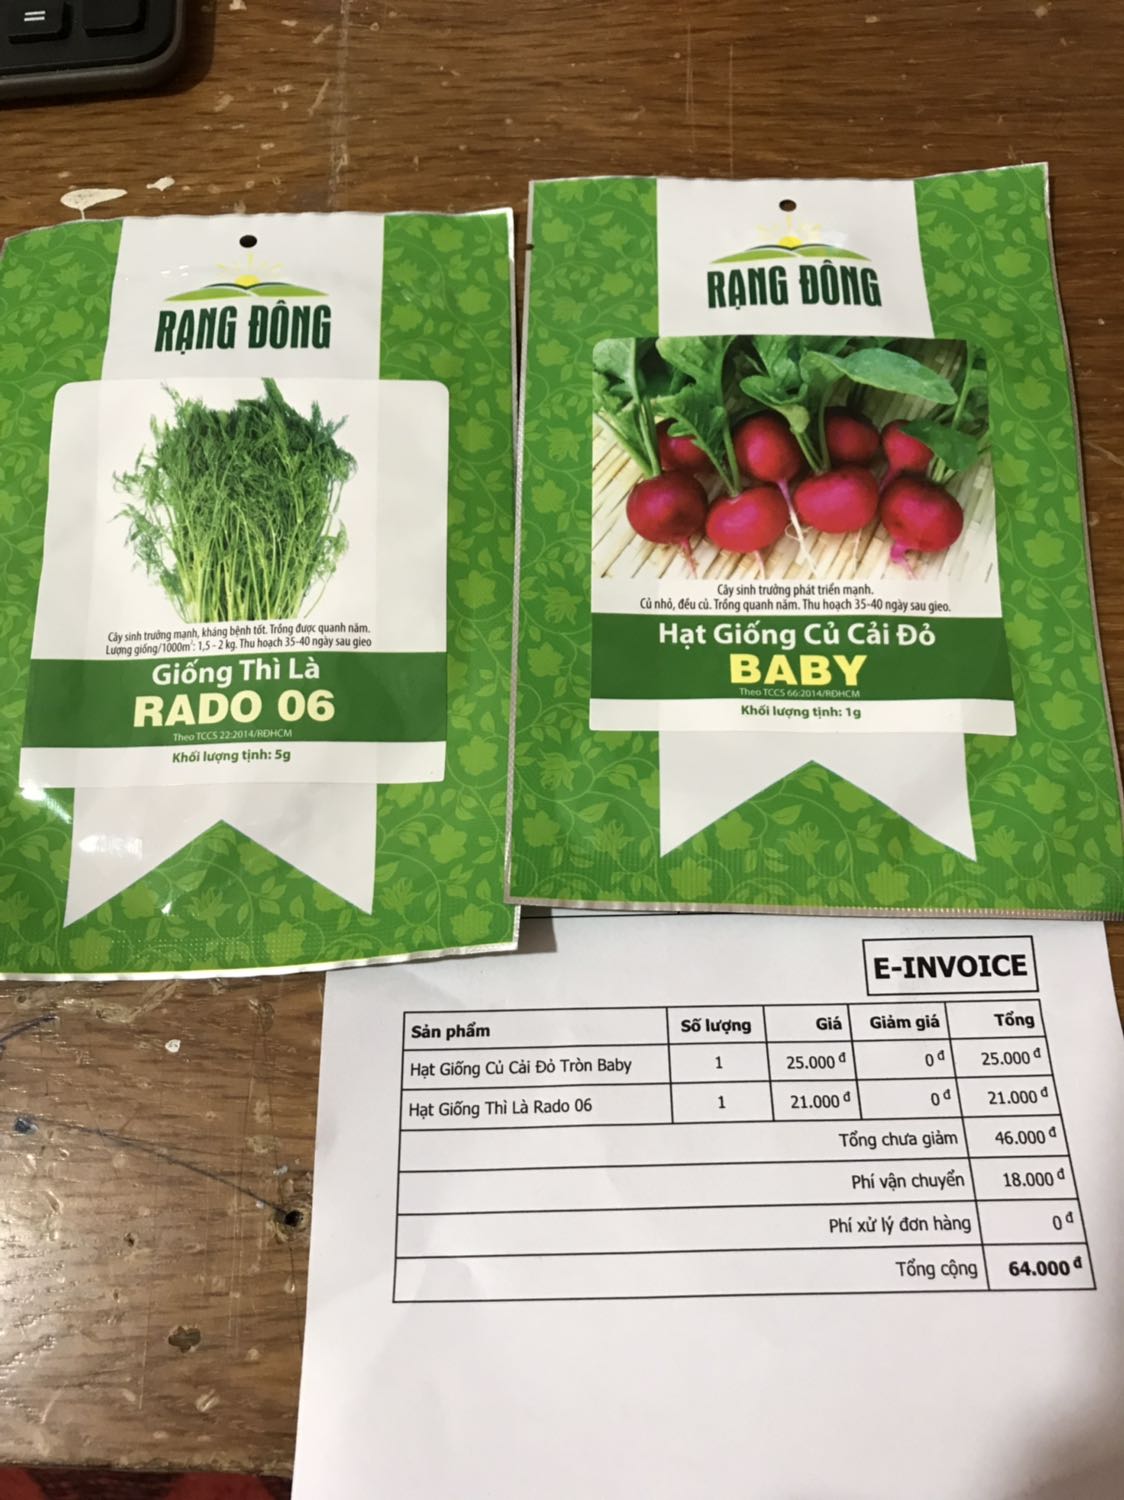 =
RẠNG ĐÔNG
Cây sinh trưởng mạnh, kháng bệnh tốt. Trồng được quanh năm.
Lượng giống/1000m²: 1,5 - 2 kg. Thu hoạch 35-40 ngày sau gieo
Giống Thì Là
RADO 06
Theo TCCS 22:2014/RĐHCM
Khối lượng tịnh: 5g
RẠNG ĐÔNG
Cây sinh trưởng phát triển mạnh.
Củ nhỏ, đều củ. Trồng quanh năm. Thu hoạch 35-40 ngày sau gieo.
Hạt Giống Củ Cải Đỏ
BABY
Theo TCCS 66:2014/RĐHCM
Khối lượng tịnh: 1g
E-INVOICE
Sản phẩm Số lượng Giá Giảm giá Tổng
Hạt Giống Củ Cải Đỏ Tròn Baby 1 25.000 đ 0 đ 25.000 đ
Hạt Giống Thì Là Rado 06 1 21.000 đ 0 đ 21.000 đ
Tổng chưa giảm 46.000 đ
Phí vận chuyển 18.000 đ
Phí xử lý đơn hàng 0 đ
Tổng cộng 64.000 đ